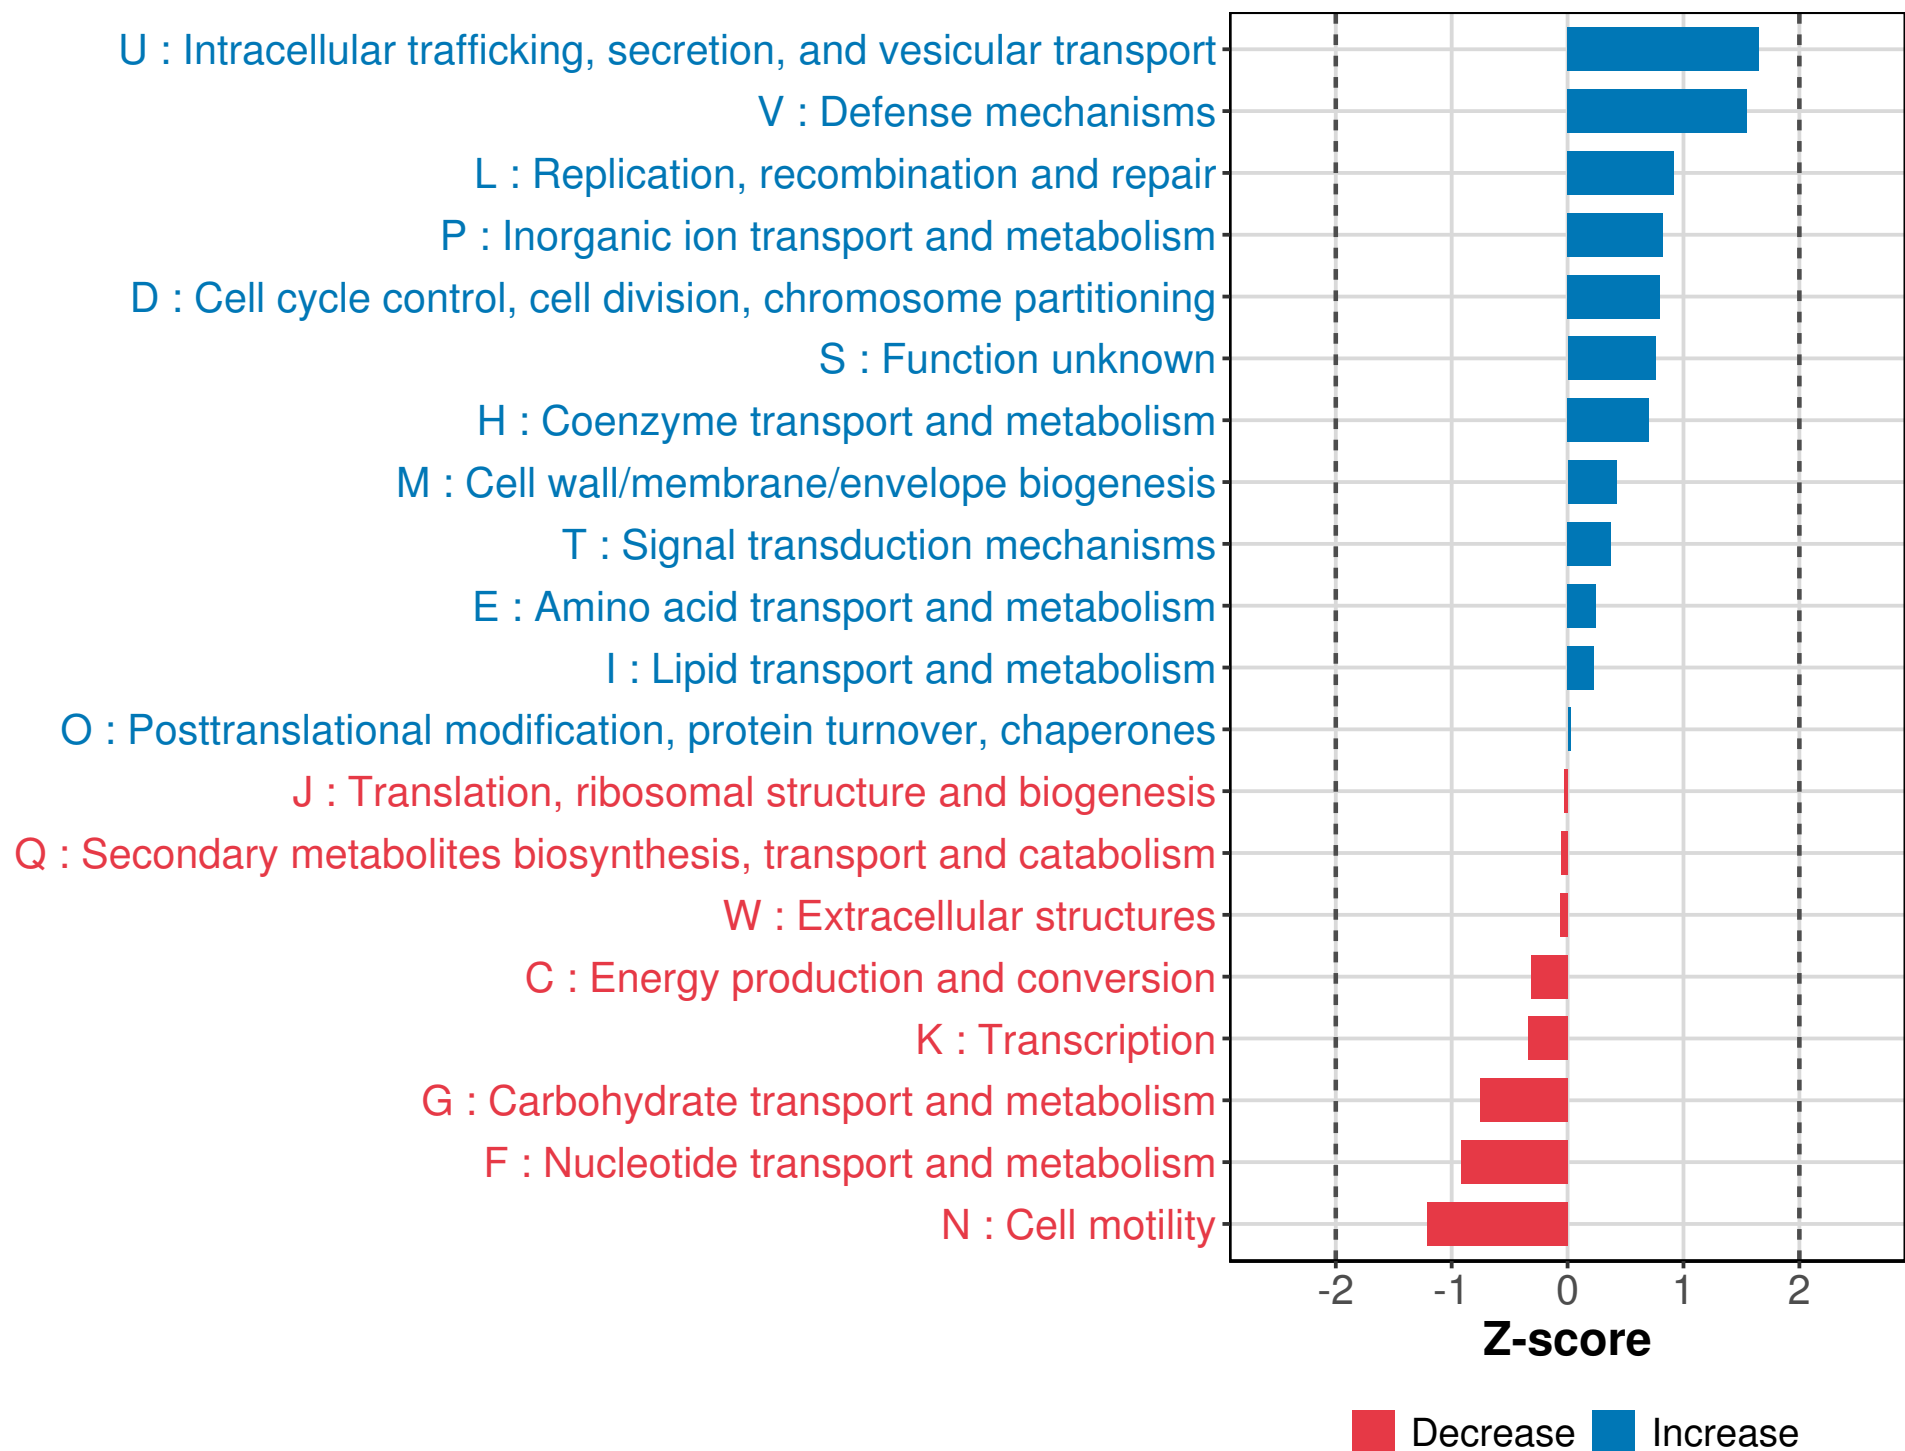 U : Intracellular trafficking, secretion, and vesicular transport
V : Defense mechanisms
L : Replication, recombination and repair
P : Inorganic ion transport and metabolism
D : Cell cycle control, cell division, chromosome partitioning
S : Function unknown
H : Coenzyme transport and metabolism
M : Cell wall/membrane/envelope biogenesis
T : Signal transduction mechanisms
E : Amino acid transport and metabolism
I : Lipid transport and metabolism
O : Posttranslational modification, protein turnover, chaperones
J : Translation, ribosomal structure and biogenesis
Q : Secondary metabolites biosynthesis, transport and catabolism
W : Extracellular structures
C : Energy production and conversion
K : Transcription
G : Carbohydrate transport and metabolism
F : Nucleotide transport and metabolism
N : Cell motility
-2 -1 0 1 2
Z-score
Decrease Increase